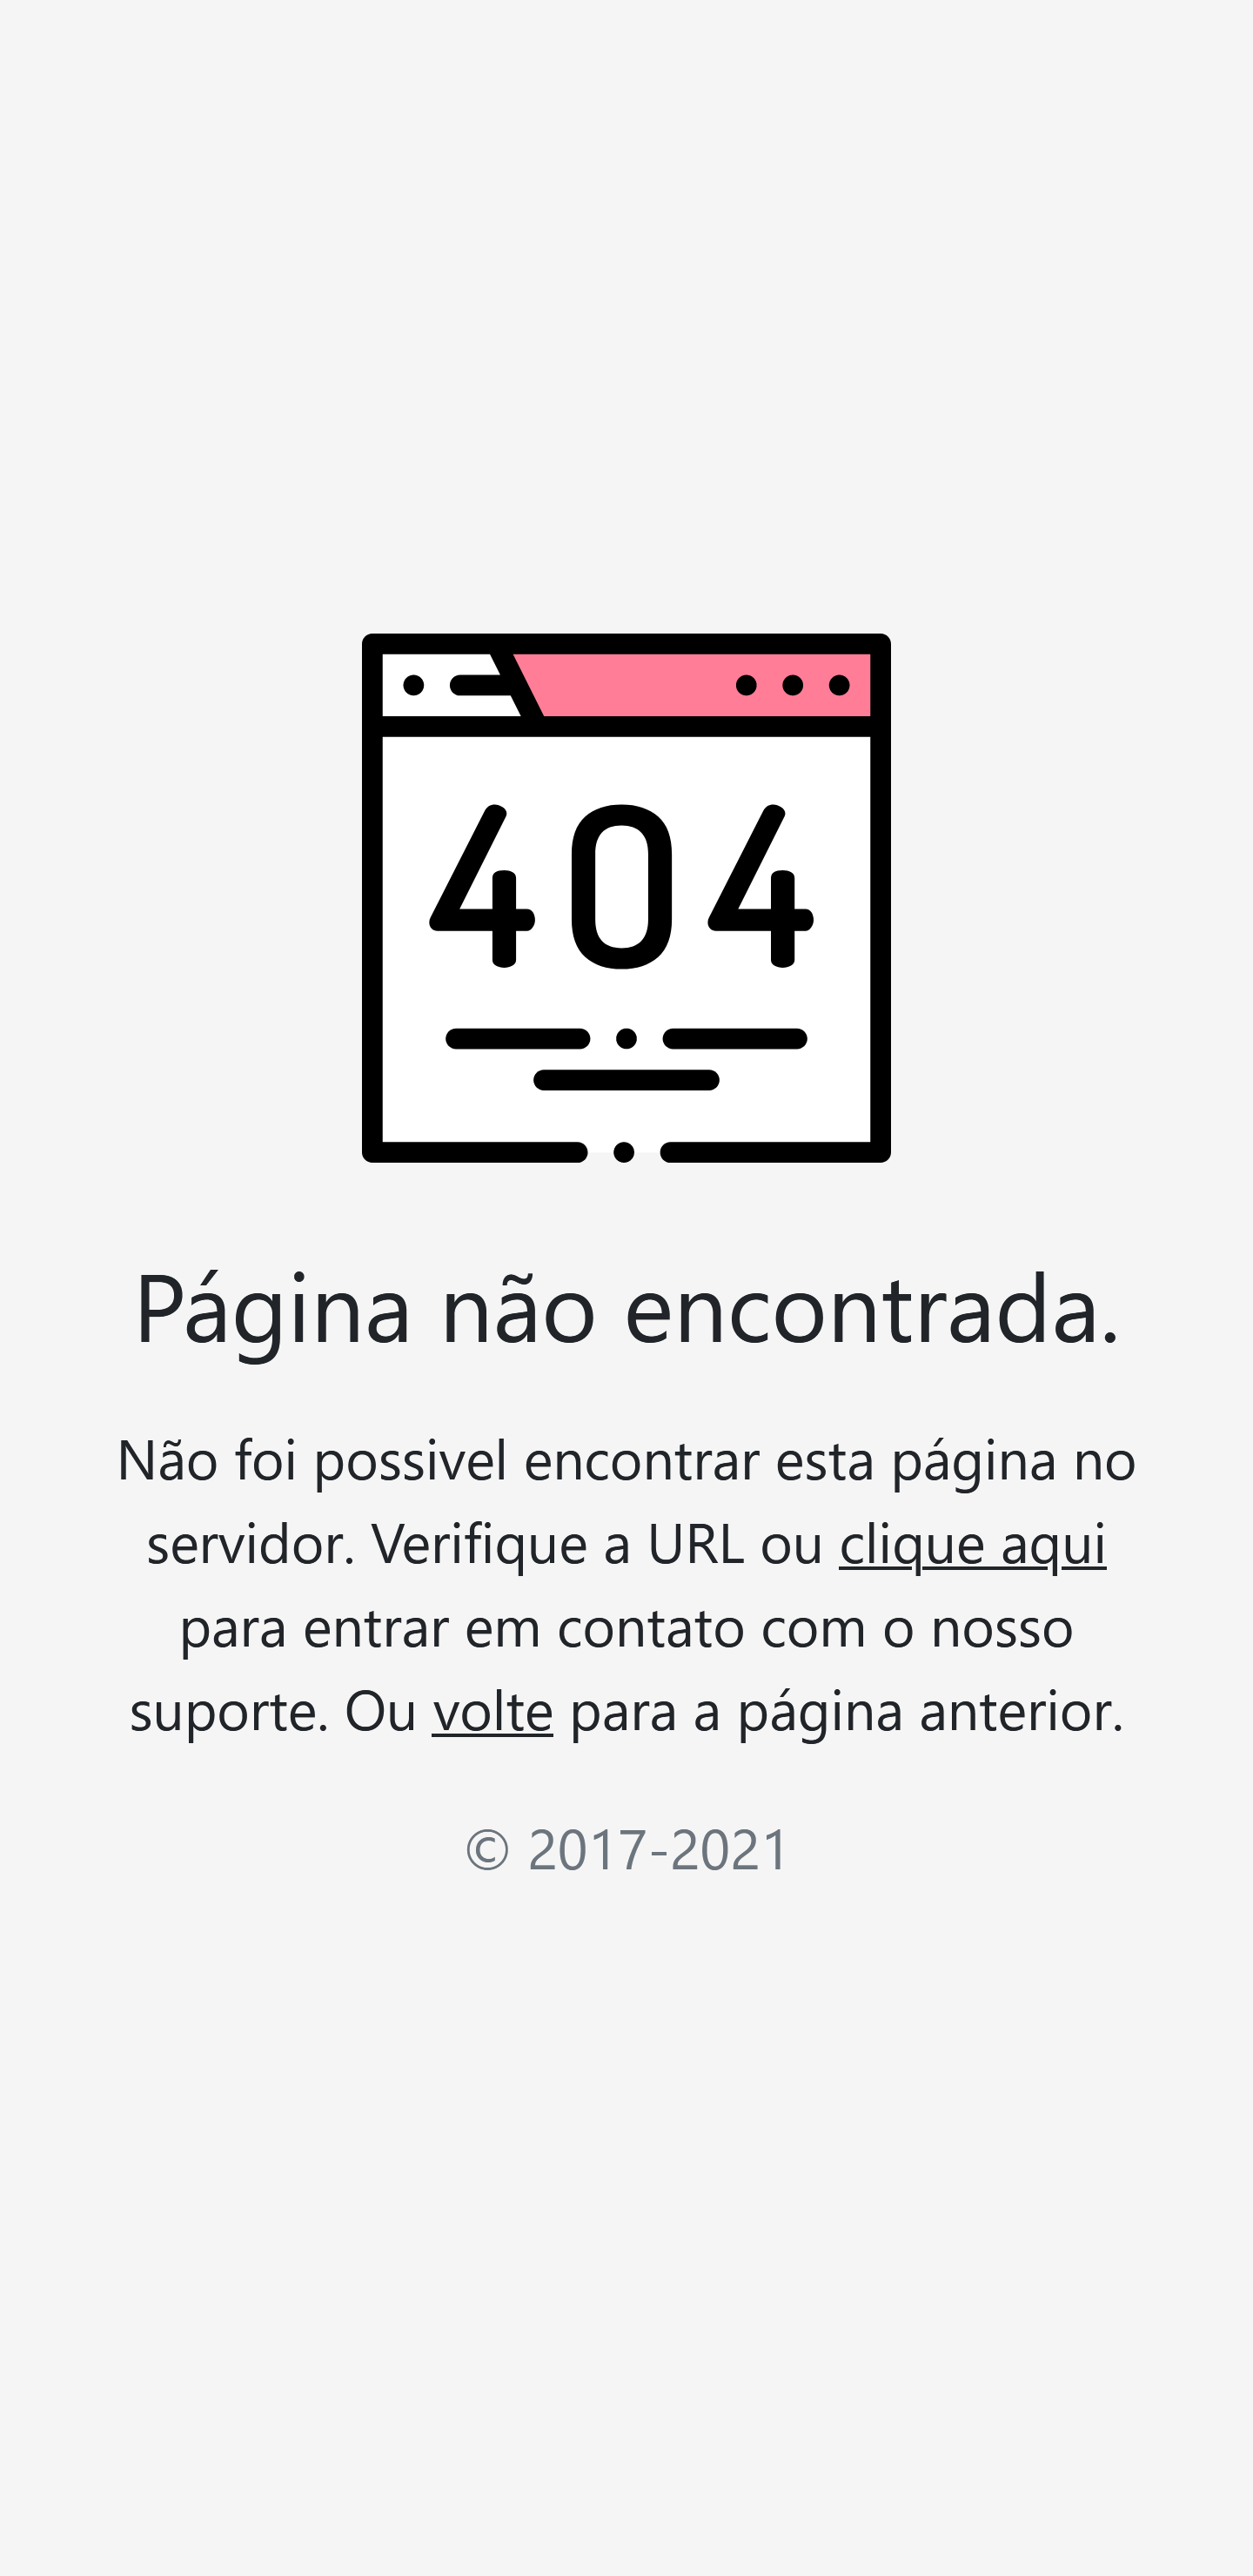 404
Página não encontrada.
Não foi possivel encontrar esta página no
servidor. Verifique a URL ou clique aqui
para entrar em contato com o nosso
suporte. Ou volte para a página anterior.
© 2017-2021